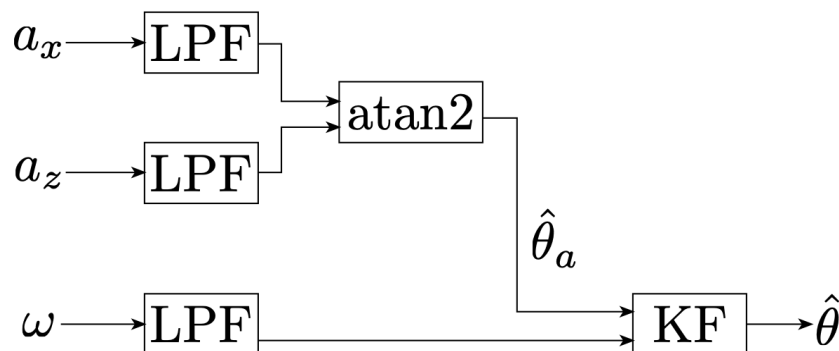 a_x LPF
atan2
a_z LPF
θ̂_a
ω LPF KF θ̂